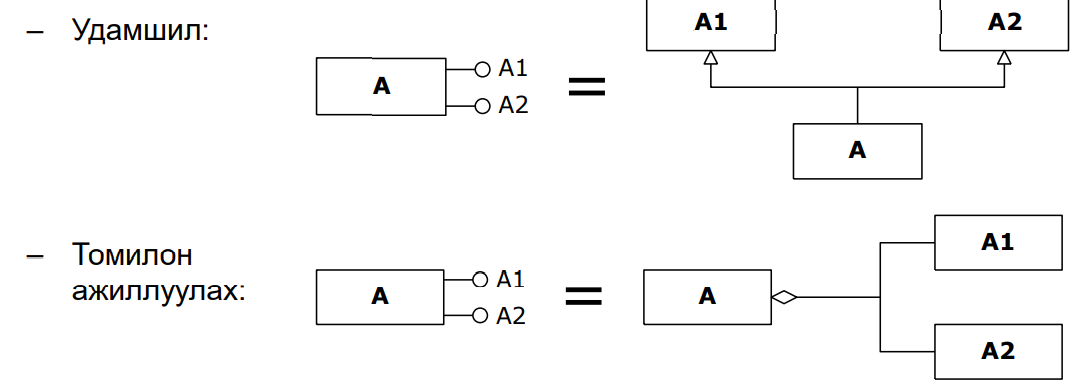 – Удамшил:
A
A1
A2
=
A1
A2
A
– Томилон
ажиллуулах:
A
A1
A2
=
A
A1
A2